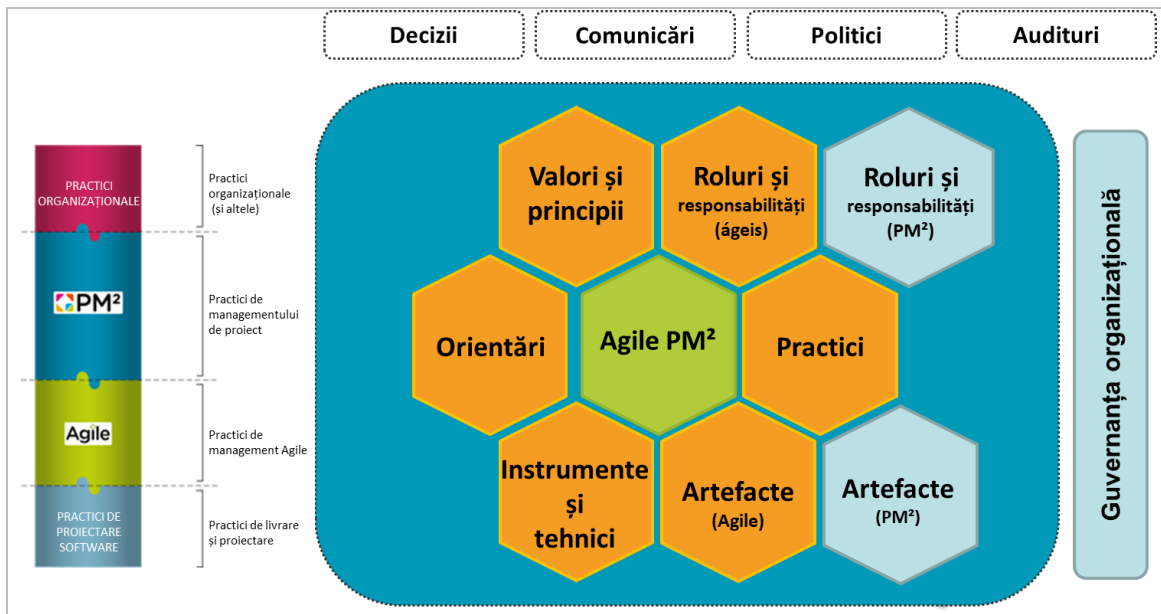 Decizii
Comunicări
Politici
Audituri
PRACTICI
ORGANIZAȚIONALE
Practici
organizaționale
(și altele)
PM²
Practici de
managementului
de proiect
Agile
Practici de
management Agile
PRACTICI DE
PROIECTARE
SOFTWARE
Practici de livrare
și proiectare
Valori și
principii
Roluri și
responsabilități
(ágeis)
Roluri și
responsabilități
(PM²)
Orientări
Agile PM²
Practici
Instrumente
și
tehnici
Artefacte
(Agile)
Artefacte
(PM²)
Guvernanța organizațională